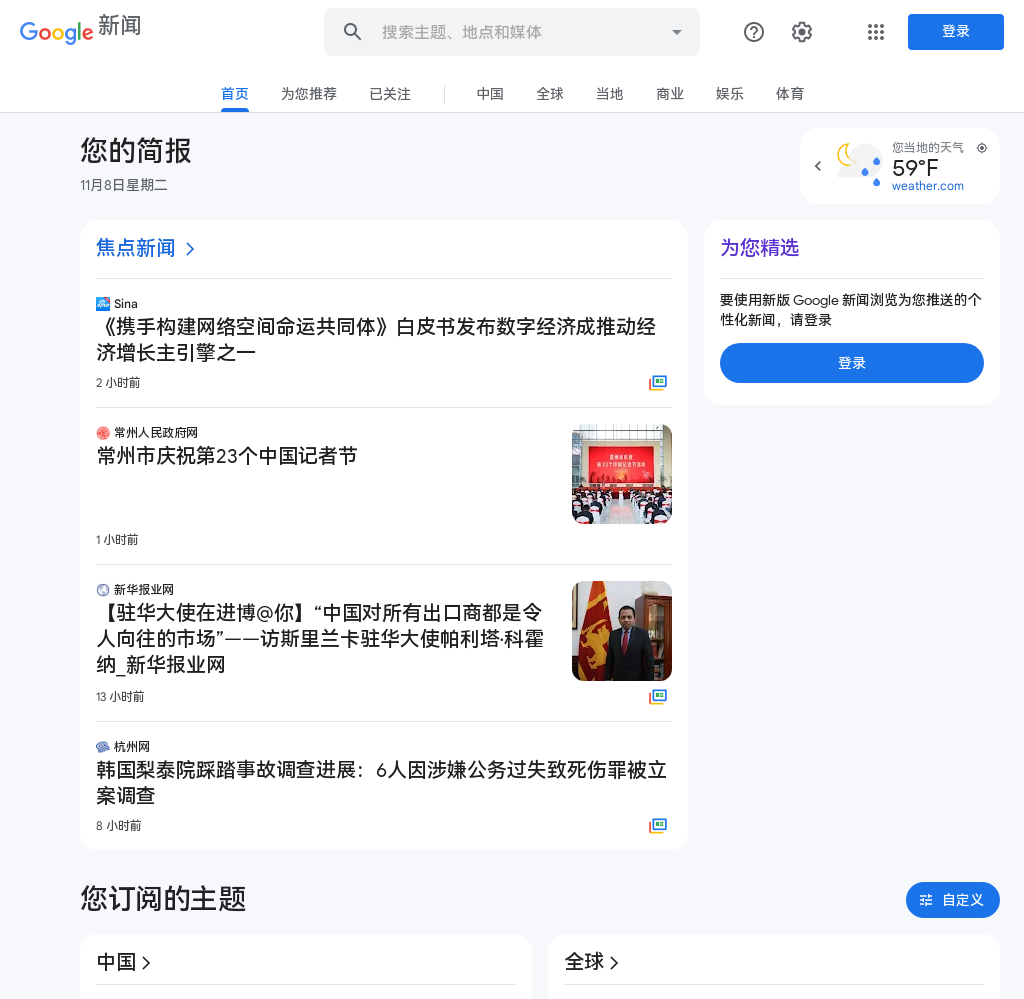 Google 新闻
搜索主题、地点和媒体
登录
首页
为您推荐
已关注
中国
全球
当地
商业
娱乐
体育
您的简报
11月8日星期二
您当地的天气
59°F
weather.com
焦点新闻
Sina
《携手构建网络空间命运共同体》白皮书发布数字经济成推动经
济增长主引擎之一
2 小时前
常州人民政府网
常州市庆祝第23个中国记者节
1 小时前
新华报业网
【驻华大使在进博@你】“中国对所有出口商都是令
人向往的市场”——访斯里兰卡驻华大使帕利塔·科霍
纳_新华报业网
13 小时前
杭州网
韩国梨泰院踩踏事故调查进展：6人因涉嫌公务过失致死伤罪被立
案调查
8 小时前
为您精选
要使用新版 Google 新闻浏览为您推送的个
性化新闻，请登录
登录
您订阅的主题
自定义
中国
全球